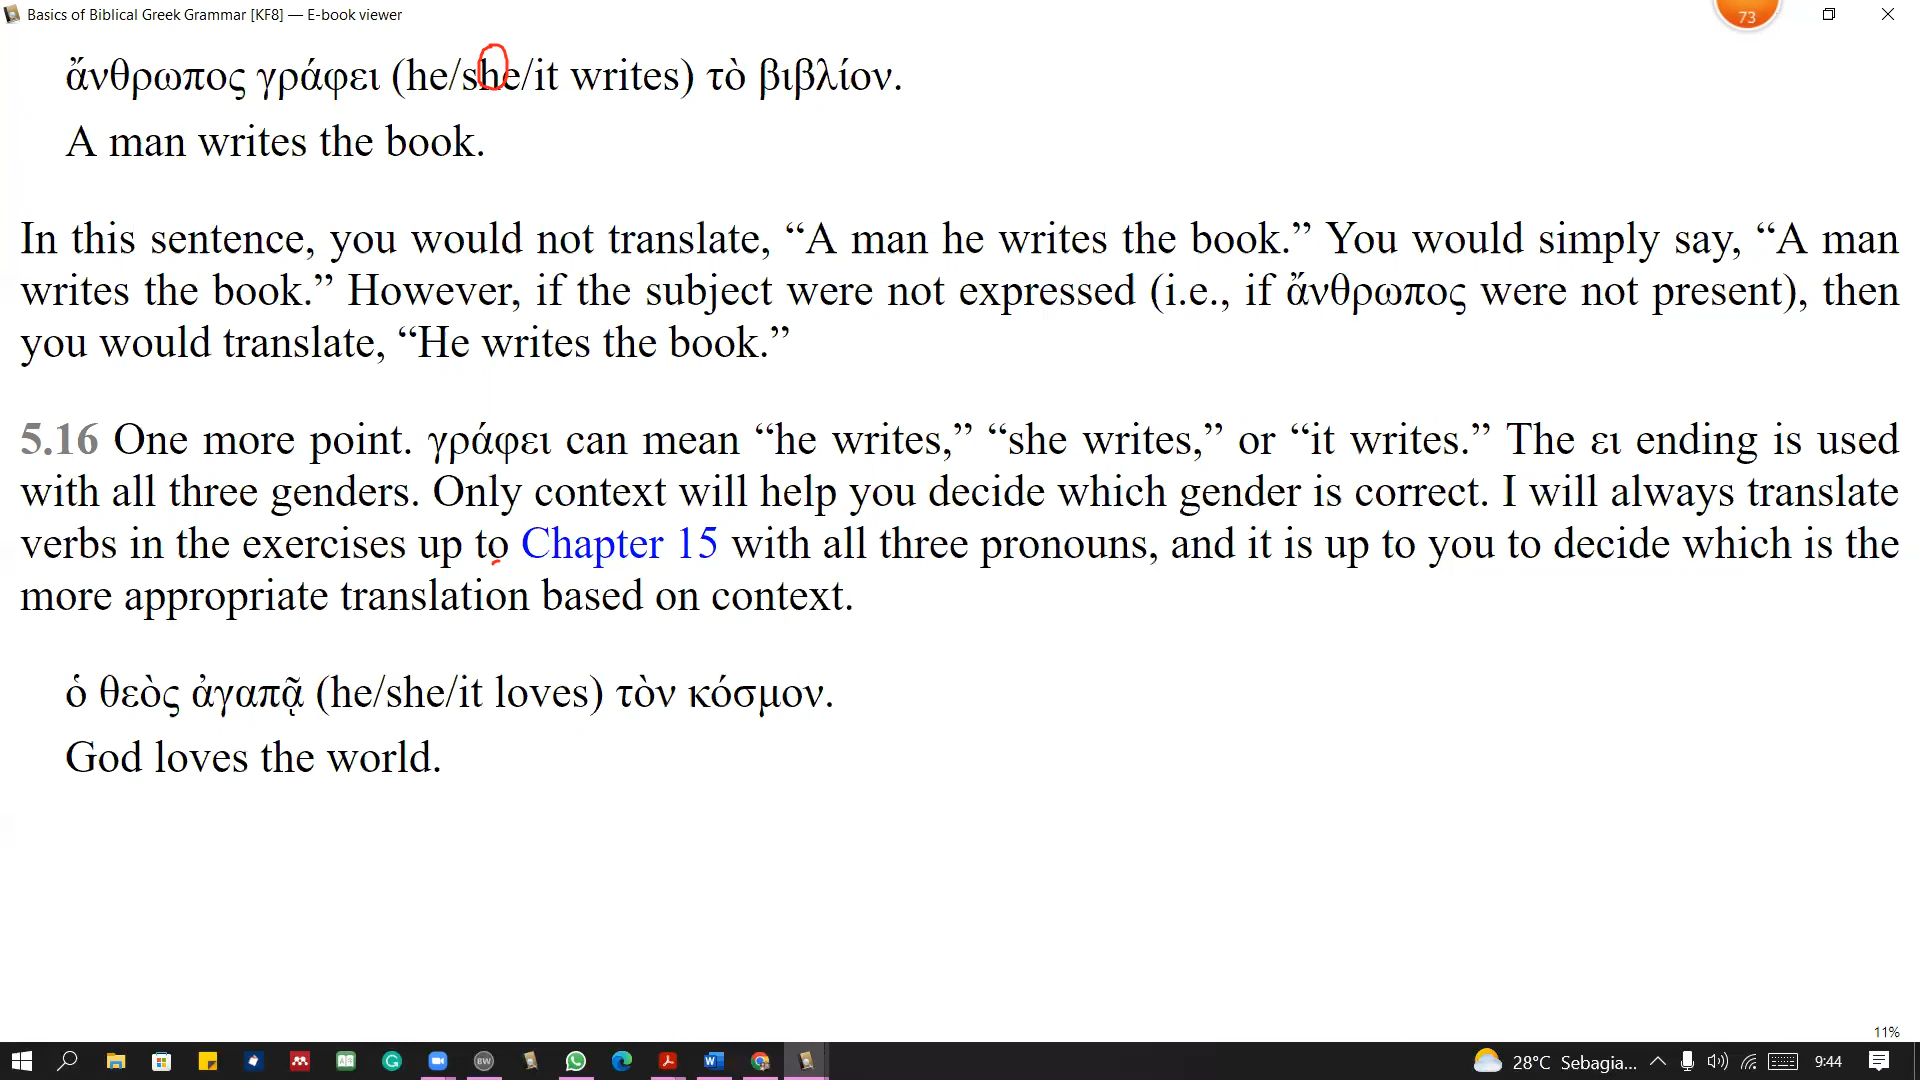 Basics of Biblical Greek Grammar [KF8] — E-book viewer
73
ἄνθρωπος γράφει (he/she/it writes) τὸ βιβλίον.
A man writes the book.
In this sentence, you would not translate, “A man he writes the book.” You would simply say, “A man
writes the book.” However, if the subject were not expressed (i.e., if ἄνθρωπος were not present), then
you would translate, “He writes the book.”
5.16 One more point. γράφει can mean “he writes,” “she writes,” or “it writes.” The ει ending is used
with all three genders. Only context will help you decide which gender is correct. I will always translate
verbs in the exercises up to Chapter 15 with all three pronouns, and it is up to you to decide which is the
more appropriate translation based on context.
ὁ θεὸς ἀγαπᾷ (he/she/it loves) τὸν κόσμον.
God loves the world.
11%
28°C Sebagia... 9:44